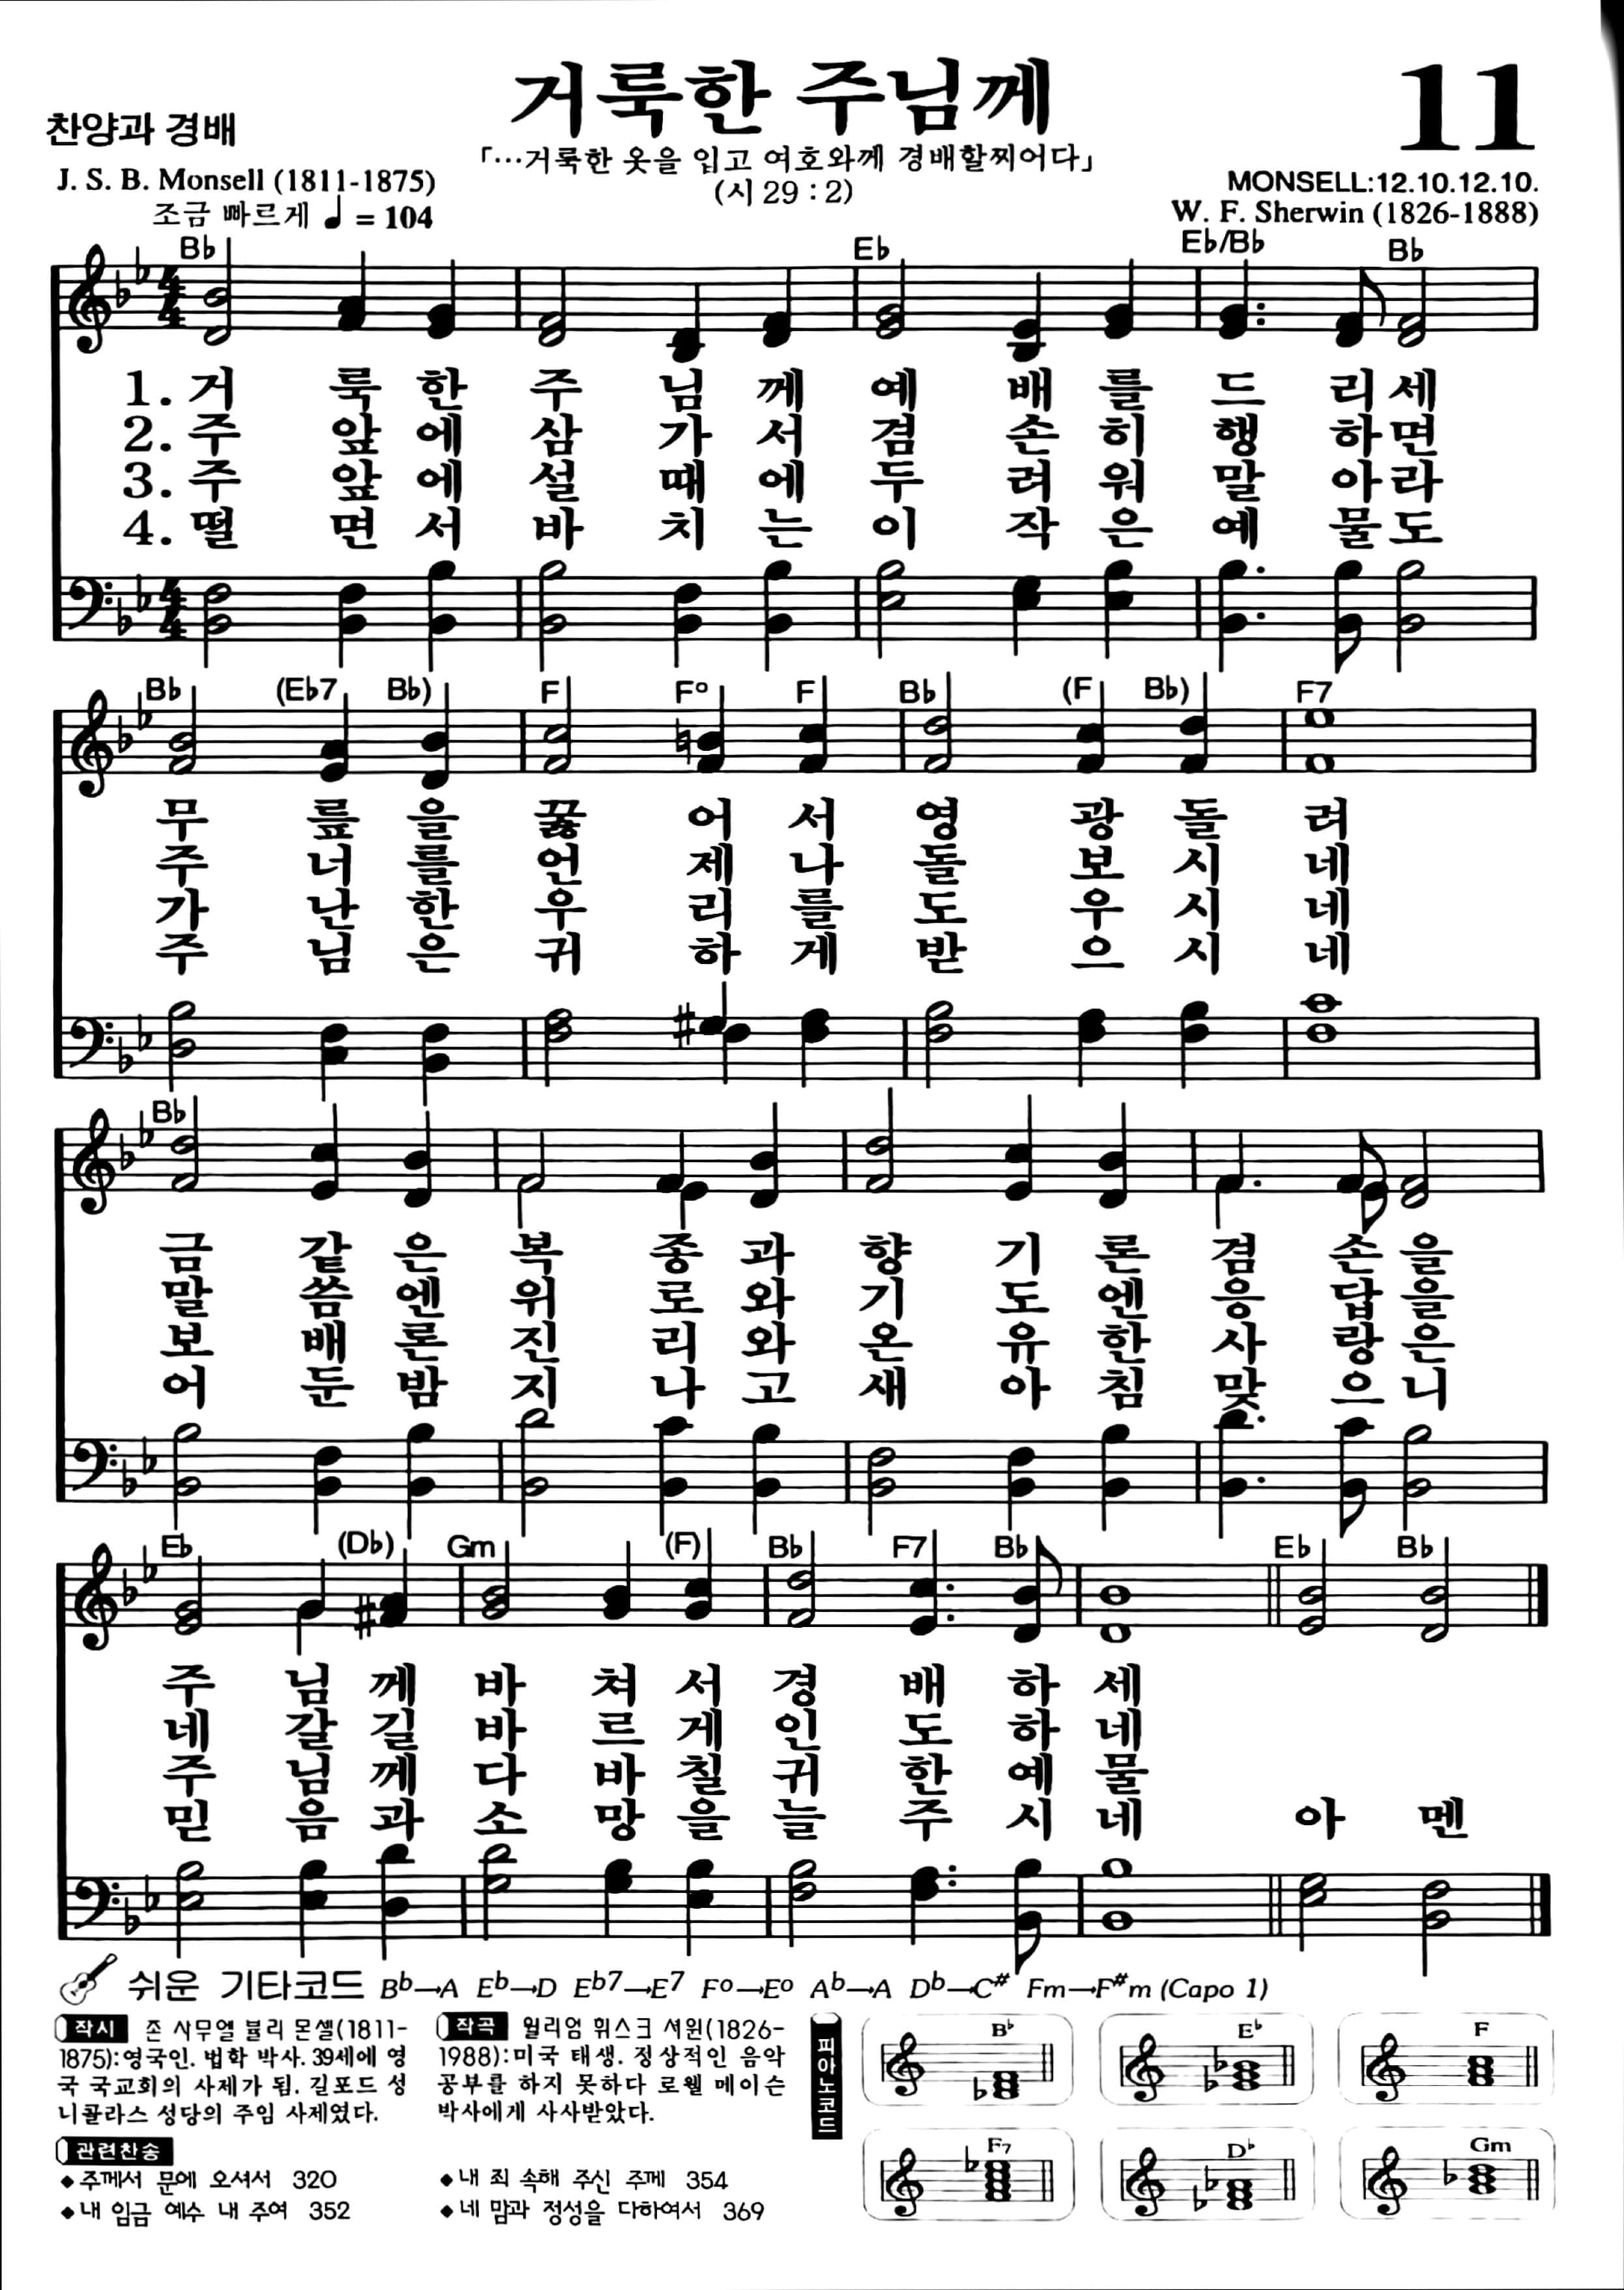 찬양과 경배
거룩한 주님께
11
「…거룩한 옷을 입고 여호와께 경배할찌어다」
(시 29 : 2)
J. S. B. Monsell (1811-1875)
조금 빠르게 ♩ = 104
MONSELL:12.10.12.10.
W. F. Sherwin (1826-1888)
B♭ E♭ E♭/B♭ B♭
4/4
1. 거 룩 한 주 님 께 예 배 를 드 리 세
2. 주 앞 에 삼 가 서 겸 손 히 행 하 면
3. 주 앞 에 설 때 에 두 려 워 말 아 라
4. 떨 면 서 바 치 는 이 작 은 예 물 도
4/4
B♭ (E♭7 B♭) F F° F B♭ (F B♭) F7
무 릎 을 꿇 어 서 영 광 돌 려
주 너 를 언 제 나 돌 보 시 네
가 난 한 우 리 를 도 우 시 네
주 님 은 귀 하 게 받 으 시 네
B♭
금 같 은 복 종 과 향 기 론 겸 손 을
말 씀 엔 위 로 와 기 도 엔 응 답 을
보 배 론 진 리 와 온 유 한 사 랑 은
어 둔 밤 지 나 고 새 아 침 맞 으 니
E♭ (D♭) Gm (F) B♭ F7 B♭ E♭ B♭
주 님 께 바 쳐 서 경 배 하 세
네 갈 길 바 르 게 인 도 하 네
주 님 께 다 바 칠 귀 한 예 물
믿 음 과 소 망 을 늘 주 시 네 아 멘
쉬운 기타코드 B♭→A E♭→D E♭7→E7 F°→E° A♭→A D♭→C# Fm→F#m (Capo 1)
작시 존 사무엘 뷸리 몬셀(1811-
1875):영국인. 법학 박사. 39세에 영
국 국교회의 사제가 됨. 길포드 성
니콜라스 성당의 주임 사제였다.
작곡 윌리엄 휘스크 셔윈(1826-
1988):미국 태생. 정상적인 음악
공부를 하지 못하다 로웰 메이슨
박사에게 사사받았다.
관련찬송
◆주께서 문에 오셔서 320
◆내 임금 예수 내 주여 352
◆내 죄 속해 주신 주께 354
◆네 맘과 정성을 다하여서 369
피아노코드
B♭ E♭ F
F7 D♭ Gm